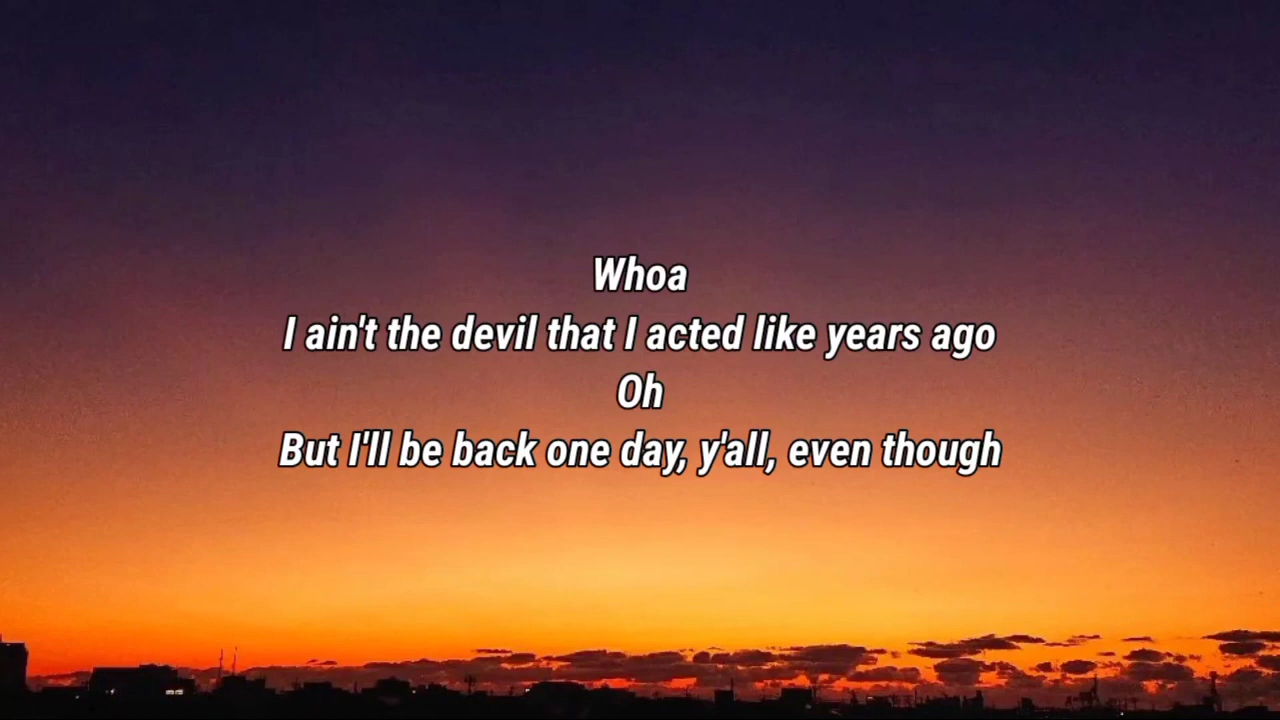 Whoa
I ain't the devil that I acted like years ago
Oh
But I'll be back one day, y'all, even though